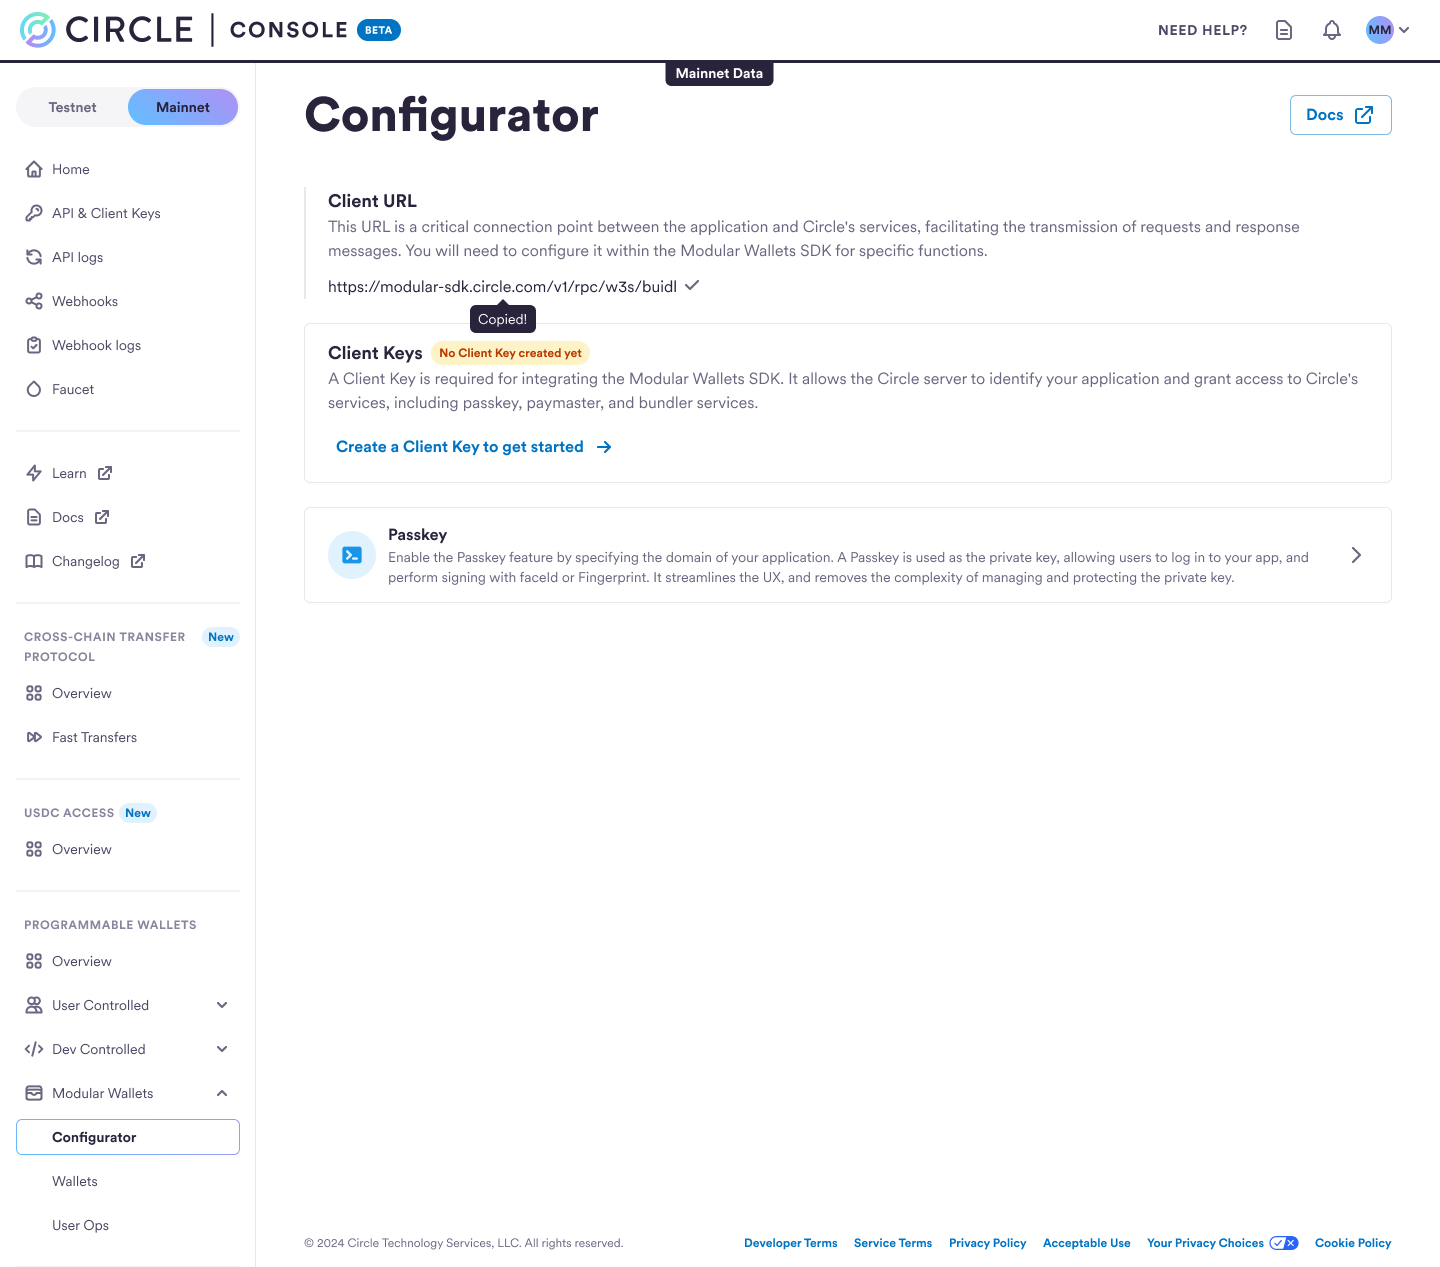 CIRCLE | CONSOLE BETA
NEED HELP?
MM
Mainnet Data
Testnet
Mainnet
Home
API & Client Keys
API logs
Webhooks
Webhook logs
Faucet
Learn
Docs
Changelog
CROSS-CHAIN TRANSFER PROTOCOL New
Overview
Fast Transfers
USDC ACCESS New
Overview
PROGRAMMABLE WALLETS
Overview
User Controlled
Dev Controlled
Modular Wallets
Configurator
Wallets
User Ops
Configurator
Docs
Client URL
This URL is a critical connection point between the application and Circle's services, facilitating the transmission of requests and response
messages. You will need to configure it within the Modular Wallets SDK for specific functions.
https://modular-sdk.circle.com/v1/rpc/w3s/buidl
Copied!
Client Keys No Client Key created yet
A Client Key is required for integrating the Modular Wallets SDK. It allows the Circle server to identify your application and grant access to Circle's
services, including passkey, paymaster, and bundler services.
Create a Client Key to get started
Passkey
Enable the Passkey feature by specifying the domain of your application. A Passkey is used as the private key, allowing users to log in to your app, and
perform signing with faceId or Fingerprint. It streamlines the UX, and removes the complexity of managing and protecting the private key.
© 2024 Circle Technology Services, LLC. All rights reserved.
Developer Terms
Service Terms
Privacy Policy
Acceptable Use
Your Privacy Choices
Cookie Policy